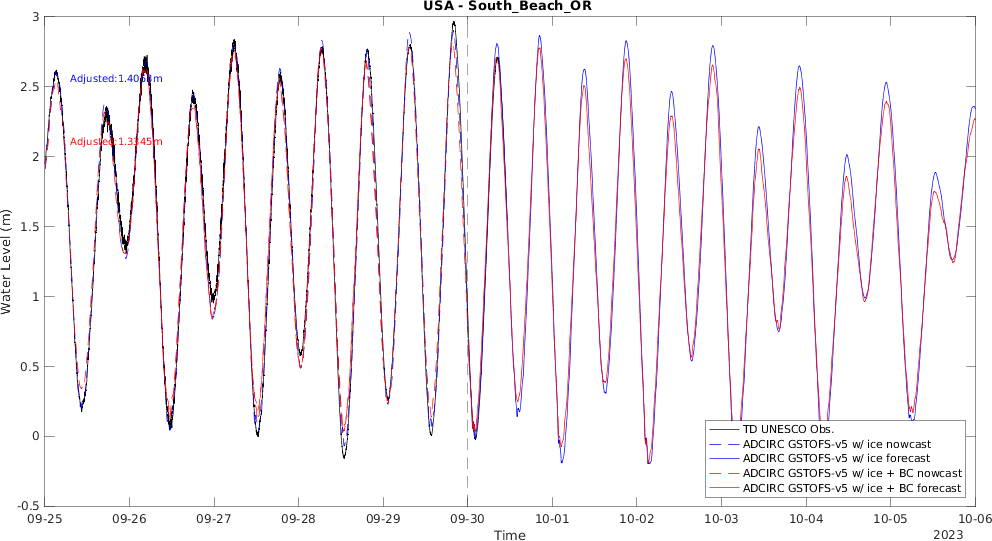 USA - South_Beach_OR
3
2.5
2
1.5
1
0.5
0
-0.5
Water Level (m)
Adjusted:1.4063m
Adjusted:1.3345m
TD UNESCO Obs.
ADCIRC GSTOFS-v5 w/ ice nowcast
ADCIRC GSTOFS-v5 w/ ice forecast
ADCIRC GSTOFS-v5 w/ ice + BC nowcast
ADCIRC GSTOFS-v5 w/ ice + BC forecast
09-25 09-26 09-27 09-28 09-29 09-30 10-01 10-02 10-03 10-04 10-05 10-06
Time
2023